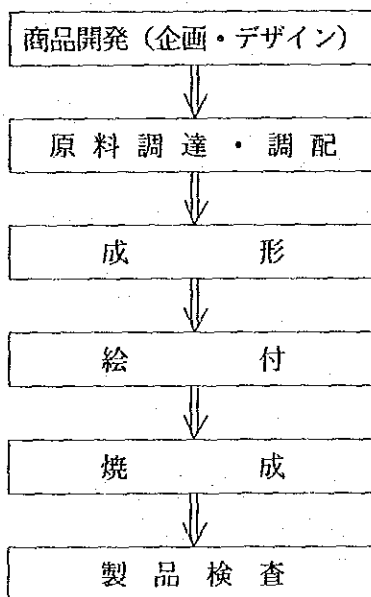 商品開発（企画・デザイン）
原料調達・調配
成形
絵付
焼成
製品検査